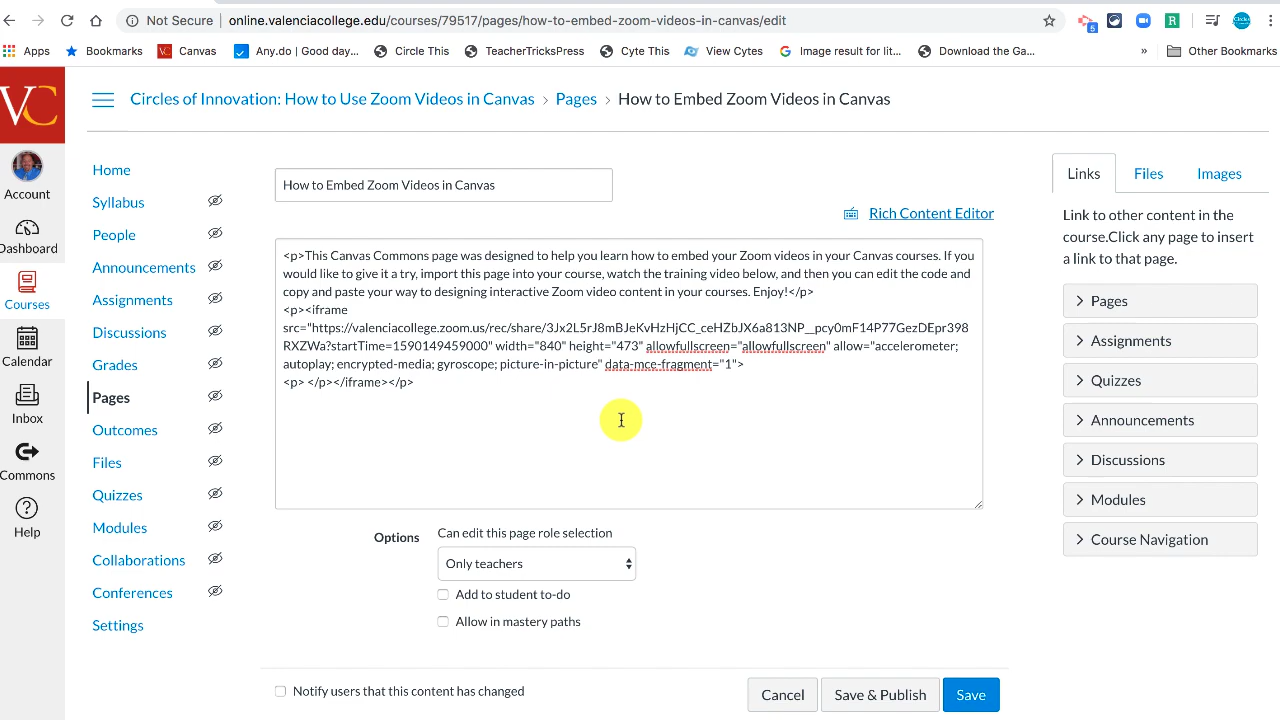 Not Secure | online.valenciacollege.edu/courses/79517/pages/how-to-embed-zoom-videos-in-canvas/edit
5
R
Circles
Apps Bookmarks VC Canvas Any.do | Good day... Circle This TeacherTricksPress Cyte This View Cytes G Image result for lit... Download the Ga... » Other Bookmarks
VC
Circles of Innovation: How to Use Zoom Videos in Canvas › Pages › How to Embed Zoom Videos in Canvas
Account
Dashboard
Courses
Calendar
Inbox
Commons
Help
Home
Syllabus
People
Announcements
Assignments
Discussions
Grades
Pages
Outcomes
Files
Quizzes
Modules
Collaborations
Conferences
Settings
How to Embed Zoom Videos in Canvas
Rich Content Editor
<p>This Canvas Commons page was designed to help you learn how to embed your Zoom videos in your Canvas courses. If you
would like to give it a try, import this page into your course, watch the training video below, and then you can edit the code and
copy and paste your way to designing interactive Zoom video content in your courses. Enjoy!</p>
<p><iframe
src="https://valenciacollege.zoom.us/rec/share/3Jx2L5rJ8mBJeKvHzHjCC_ceHZbJX6a813NP__pcy0mF14P77GezDEpr398
RXZWa?startTime=1590149459000" width="840" height="473" allowfullscreen="allowfullscreen" allow="accelerometer;
autoplay; encrypted-media; gyroscope; picture-in-picture" data-mce-fragment="1">
<p> </p></iframe></p>
Options
Can edit this page role selection
Only teachers
Add to student to-do
Allow in mastery paths
Notify users that this content has changed
Cancel
Save & Publish
Save
Links Files Images
Link to other content in the
course.Click any page to insert
a link to that page.
Pages
Assignments
Quizzes
Announcements
Discussions
Modules
Course Navigation